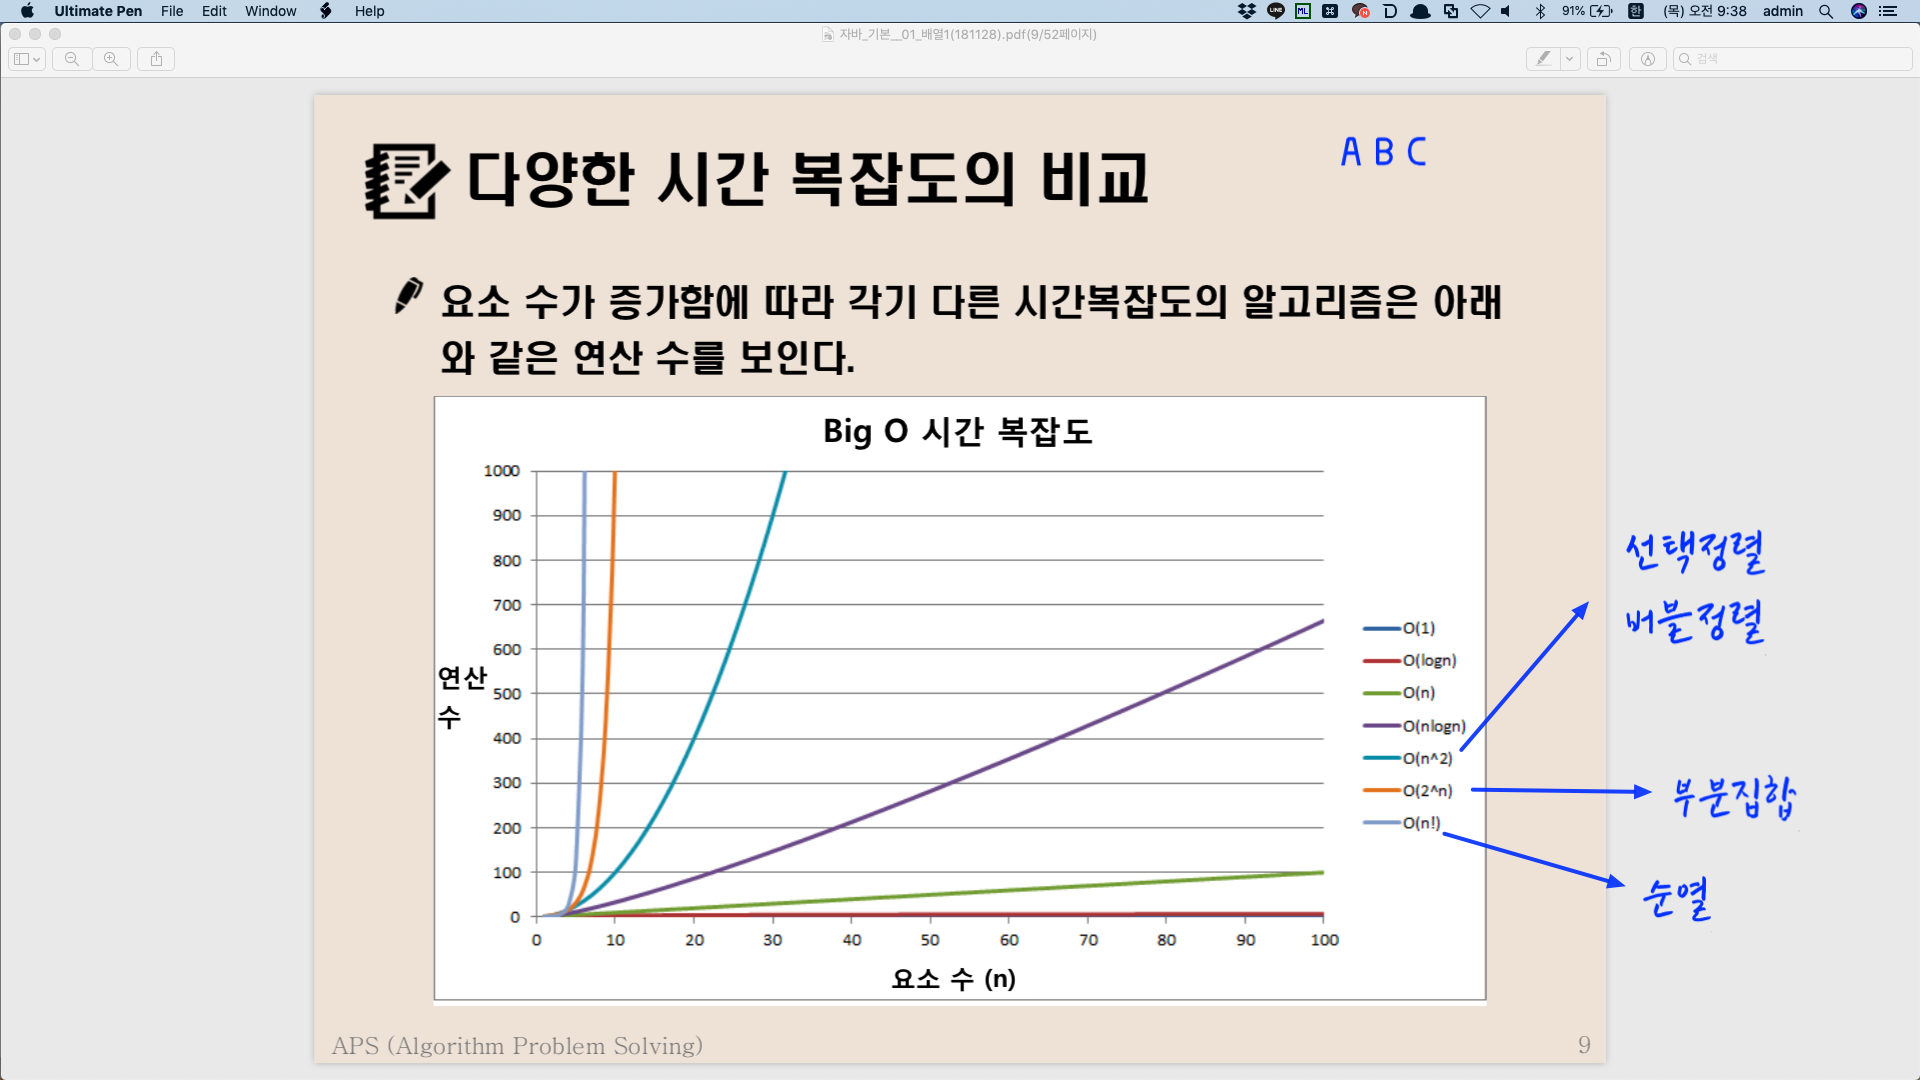 Ultimate Pen File Edit Window Help
91% 한 (목) 오전 9:38 admin
자바_기본__01_배열1(181128).pdf(9/52페이지)
검색
다양한 시간 복잡도의 비교
A B C
요소 수가 증가함에 따라 각기 다른 시간복잡도의 알고리즘은 아래
와 같은 연산 수를 보인다.
Big O 시간 복잡도
1000
900
800
700
600
500
400
300
200
100
0
연산
수
0 10 20 30 40 50 60 70 80 90 100
요소 수 (n)
O(1)
O(logn)
O(n)
O(nlogn)
O(n^2)
O(2^n)
O(n!)
선택정렬
버블정렬
부분집합
순열
APS (Algorithm Problem Solving)
9